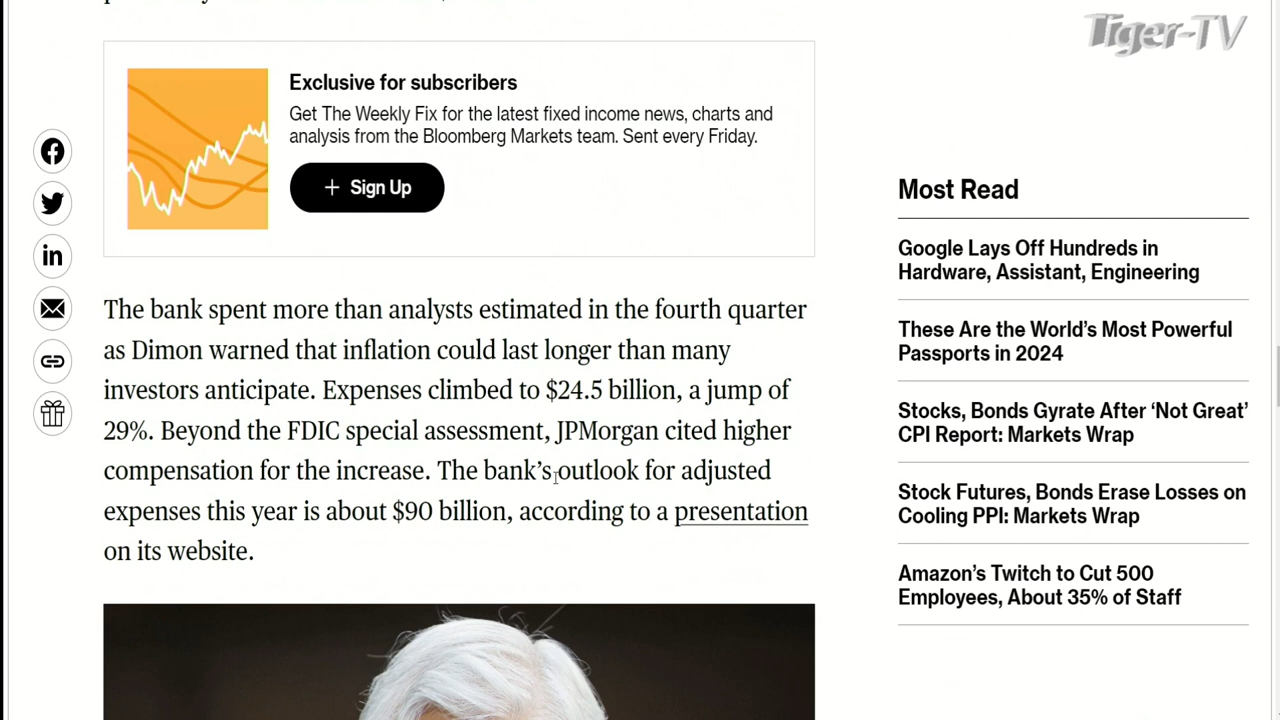 Tiger-TV
Exclusive for subscribers
Get The Weekly Fix for the latest fixed income news, charts and
analysis from the Bloomberg Markets team. Sent every Friday.
+ Sign Up
The bank spent more than analysts estimated in the fourth quarter
as Dimon warned that inflation could last longer than many
investors anticipate. Expenses climbed to $24.5 billion, a jump of
29%. Beyond the FDIC special assessment, JPMorgan cited higher
compensation for the increase. The bank’s outlook for adjusted
expenses this year is about $90 billion, according to a presentation
on its website.
Most Read
Google Lays Off Hundreds in
Hardware, Assistant, Engineering
These Are the World’s Most Powerful
Passports in 2024
Stocks, Bonds Gyrate After ‘Not Great’
CPI Report: Markets Wrap
Stock Futures, Bonds Erase Losses on
Cooling PPI: Markets Wrap
Amazon’s Twitch to Cut 500
Employees, About 35% of Staff